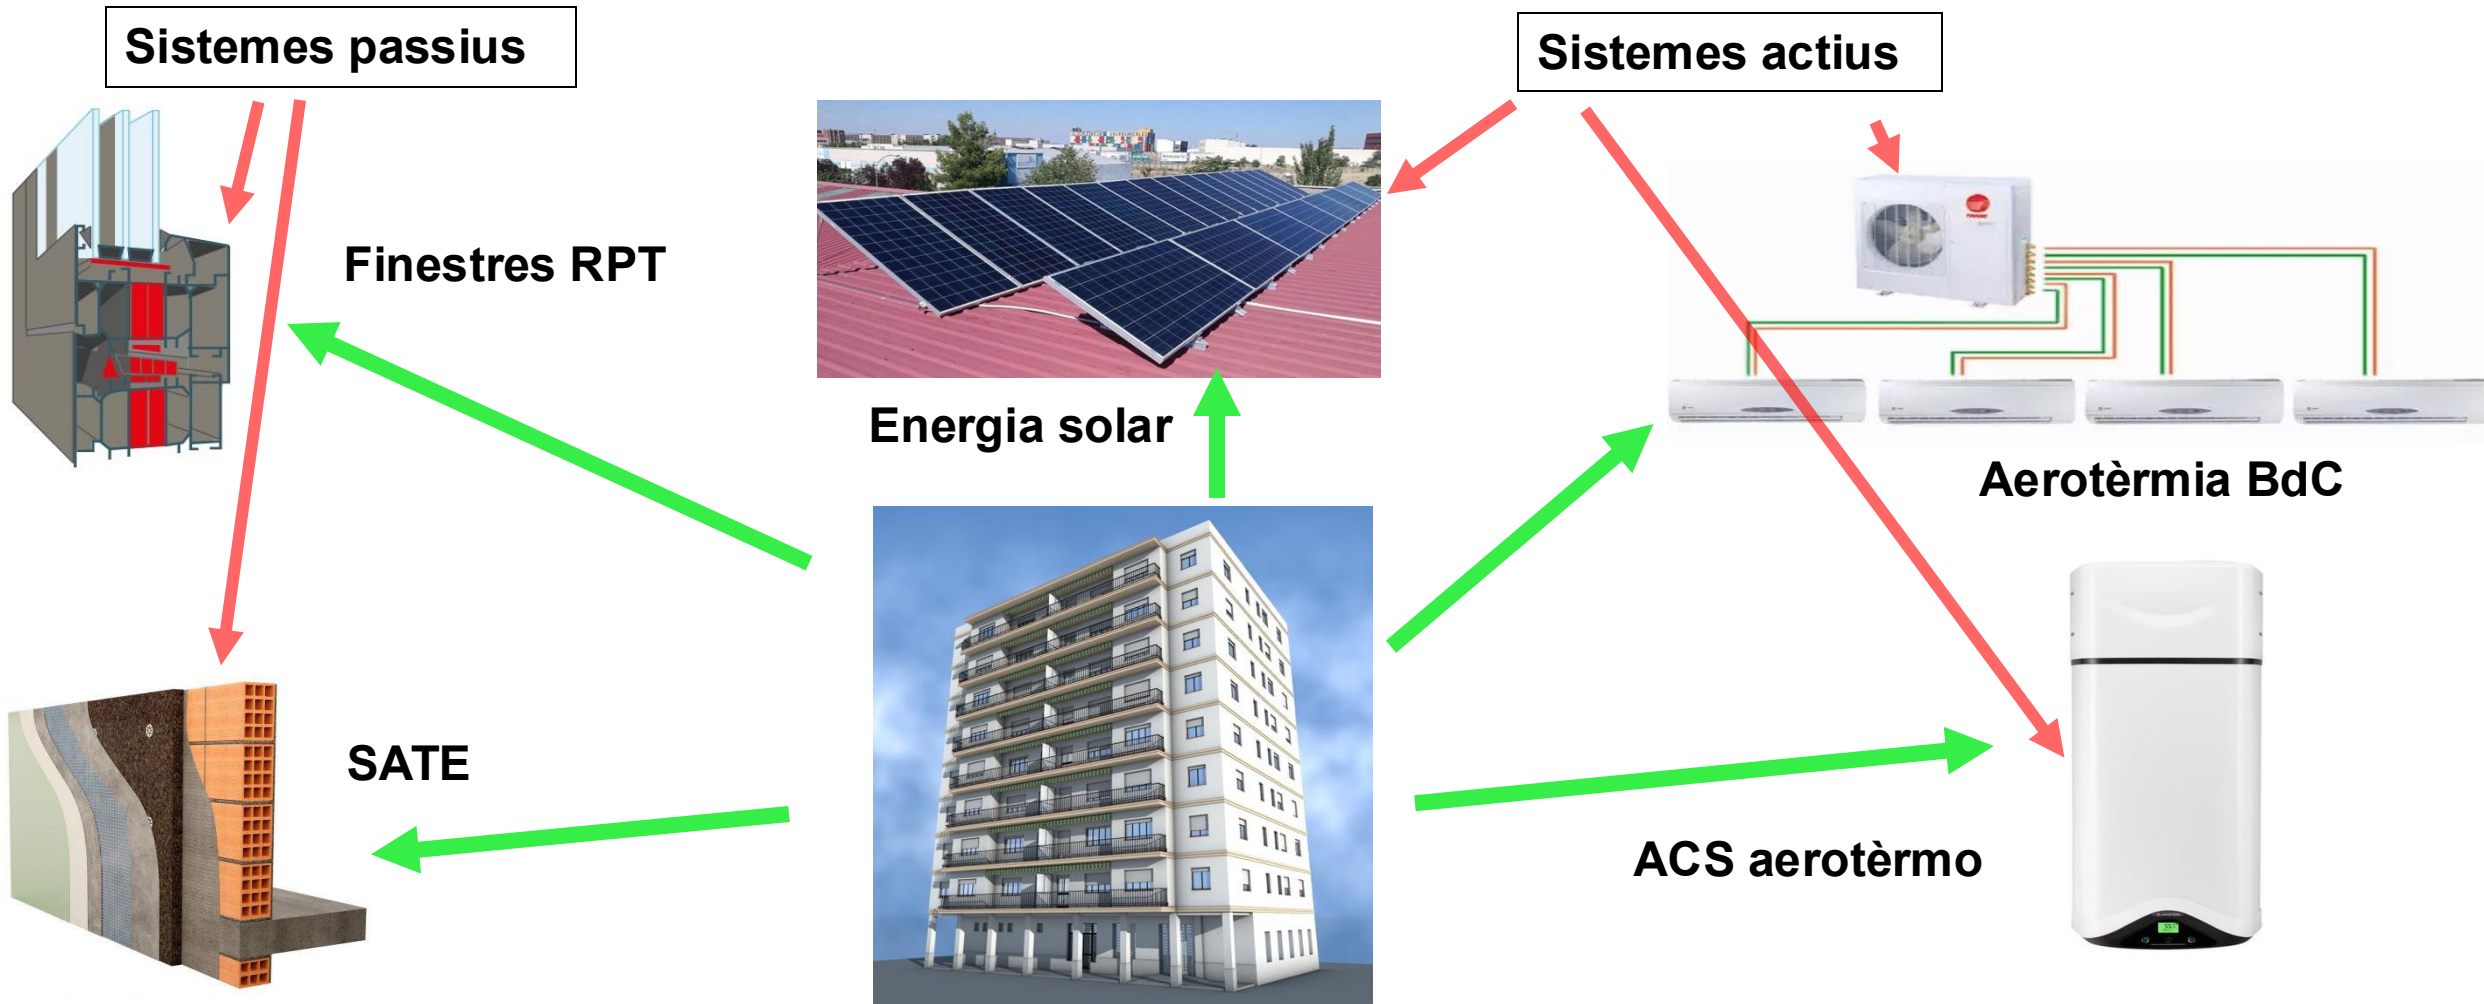 Sistemes passius
Sistemes actius
Finestres RPT
Energia solar
Aerotèrmia BdC
SATE
ACS aerotèrmo